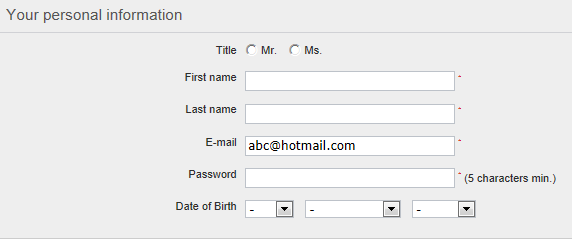 Your personal information
Title Mr. Ms.
First name *
Last name *
E-mail abc@hotmail.com *
Password * (5 characters min.)
Date of Birth - - -